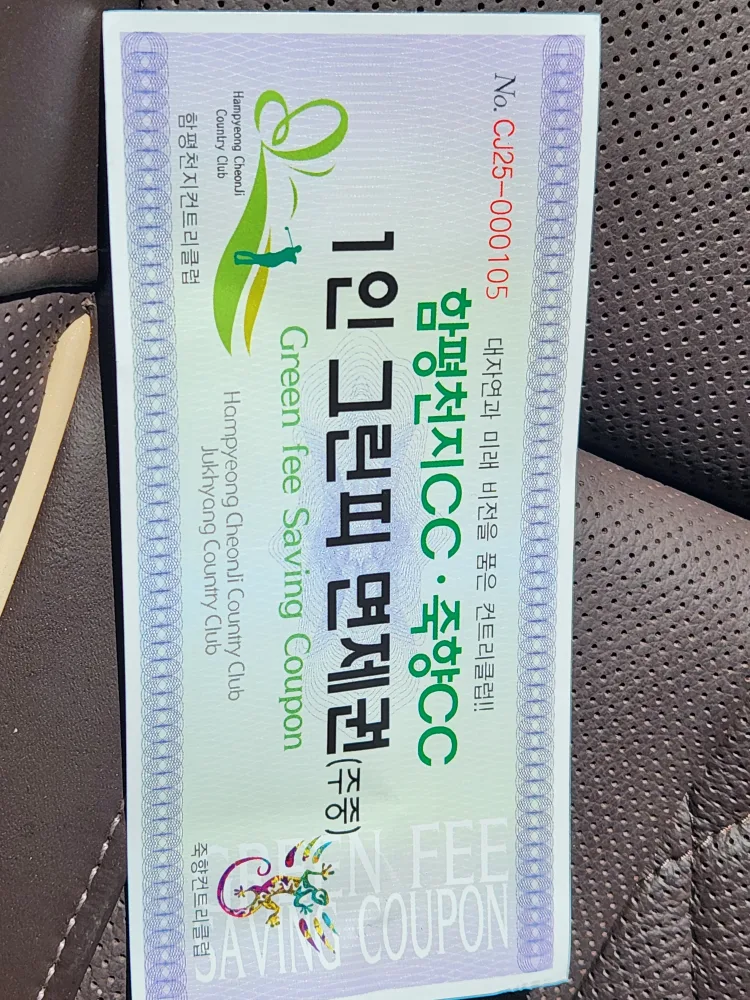 No. CJ25-000105
대자연과 미래 비전을 품은 컨트리클럽!!
함평천지CC·죽향CC
1인 그린피 면제권(주중)
Green fee Saving Coupon
Hampyeong CheonJi Country Club
Jukhyang Country Club
Hampyeong CheonJi
Country Club
함평천지컨트리클럽
GREEN FEE
SAVING COUPON
죽향컨트리클럽